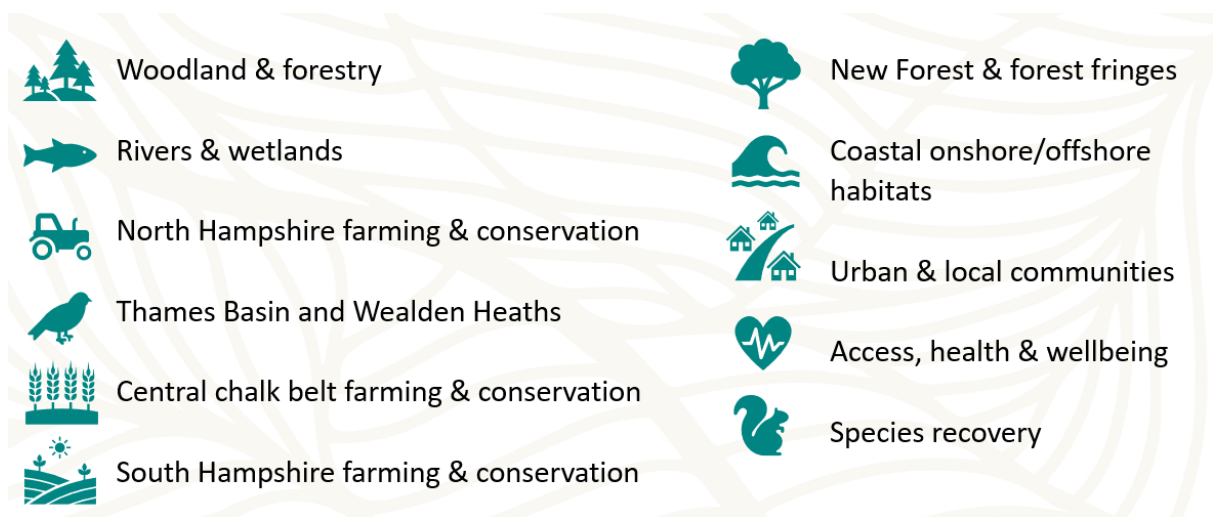 Woodland & forestry
Rivers & wetlands
North Hampshire farming & conservation
Thames Basin and Wealden Heaths
Central chalk belt farming & conservation
South Hampshire farming & conservation
New Forest & forest fringes
Coastal onshore/offshore
habitats
Urban & local communities
Access, health & wellbeing
Species recovery